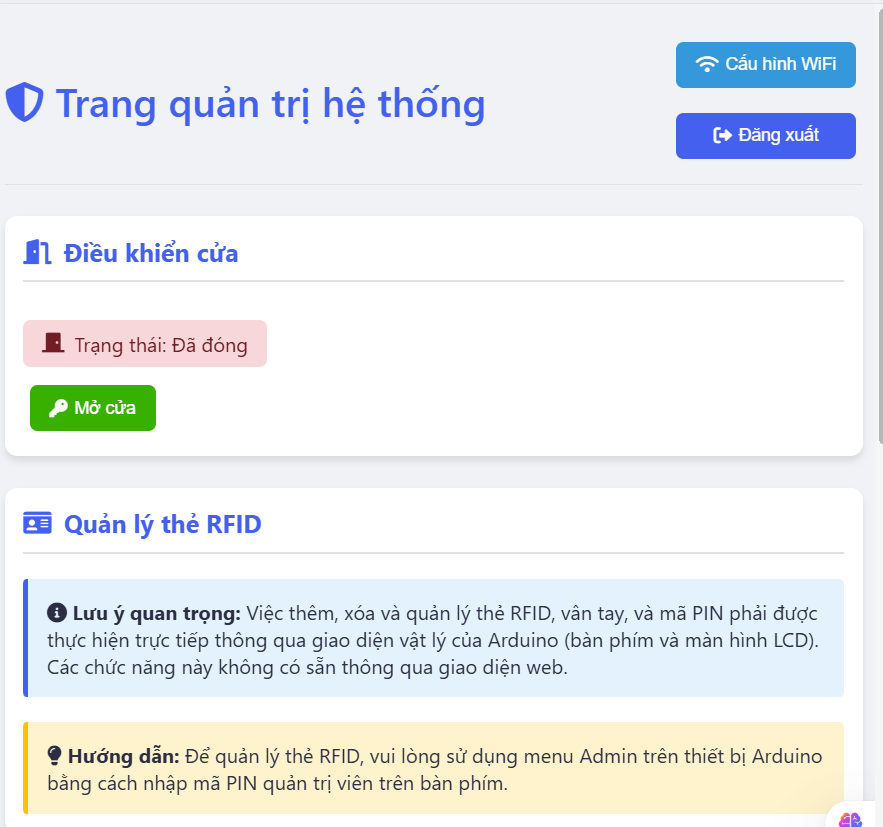 Cấu hình WiFi
Trang quản trị hệ thống
Đăng xuất
Điều khiển cửa
Trạng thái: Đã đóng
Mở cửa
Quản lý thẻ RFID
Lưu ý quan trọng: Việc thêm, xóa và quản lý thẻ RFID, vân tay, và mã PIN phải được
thực hiện trực tiếp thông qua giao diện vật lý của Arduino (bàn phím và màn hình LCD).
Các chức năng này không có sẵn thông qua giao diện web.
Hướng dẫn: Để quản lý thẻ RFID, vui lòng sử dụng menu Admin trên thiết bị Arduino
bằng cách nhập mã PIN quản trị viên trên bàn phím.